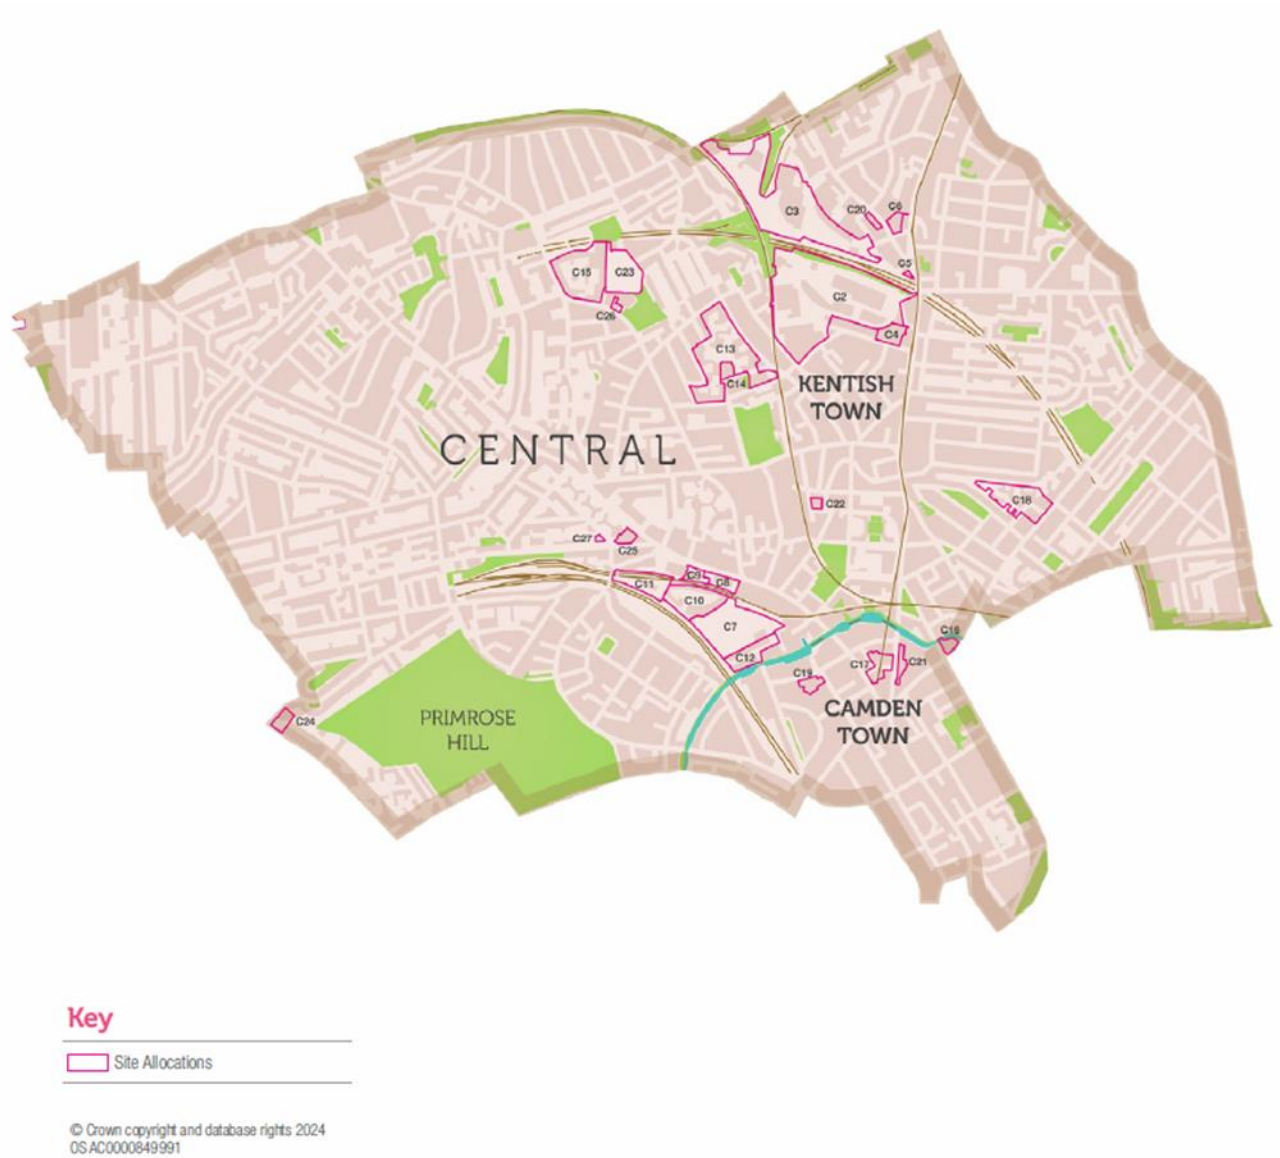 C6
C20
C3
C5
C15
C23
C2
C26
C4
C13
C14
KENTISH
TOWN
CENTRAL
C18
C22
C27
C25
C9
C8
C11
C10
C7
C16
C12
C17
C21
C19
CAMDEN
TOWN
PRIMROSE
HILL
C24
Key
Site Allocations
© Crown copyright and database rights 2024
OS AC0000849991